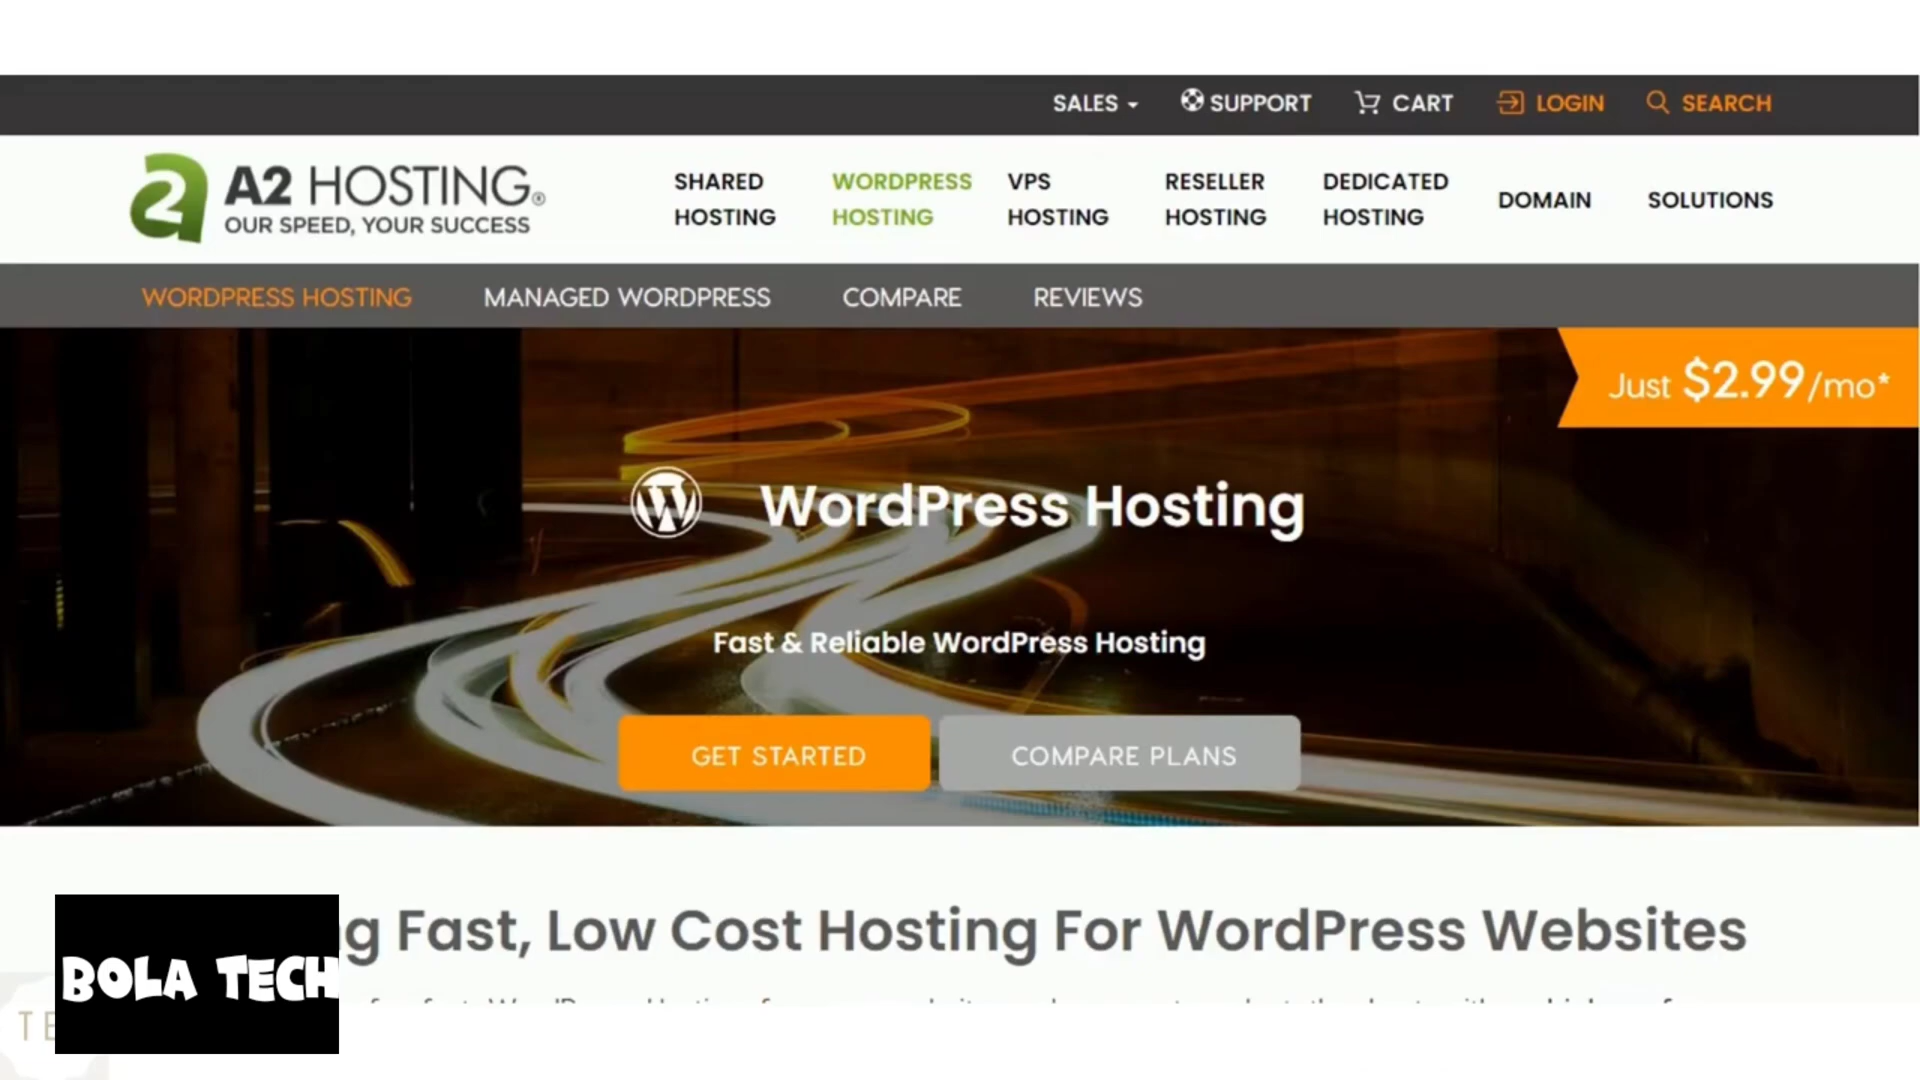 SALES SUPPORT CART LOGIN SEARCH
A2 HOSTING®
OUR SPEED, YOUR SUCCESS
SHARED HOSTING
WORDPRESS HOSTING
VPS HOSTING
RESELLER HOSTING
DEDICATED HOSTING
DOMAIN
SOLUTIONS
WORDPRESS HOSTING MANAGED WORDPRESS COMPARE REVIEWS
Just $2.99/mo*
WordPress Hosting
Fast & Reliable WordPress Hosting
GET STARTED COMPARE PLANS
Fast, Low Cost Hosting For WordPress Websites
BOLA TECH